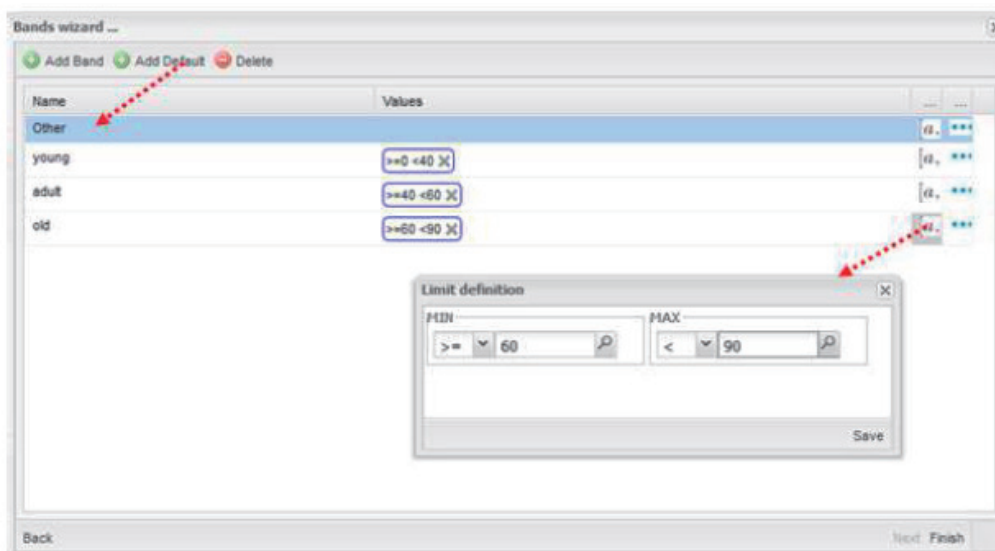 Bands wizard ...
Add Band Add Default Delete
Name Values ... ...
Other [a, •••
young >=0 <40 [a, •••
adult >=40 <60 [a, •••
old >=60 <90 [a, •••
Limit definition
MIN MAX
>= 60 < 90
Save
Back Next Finish